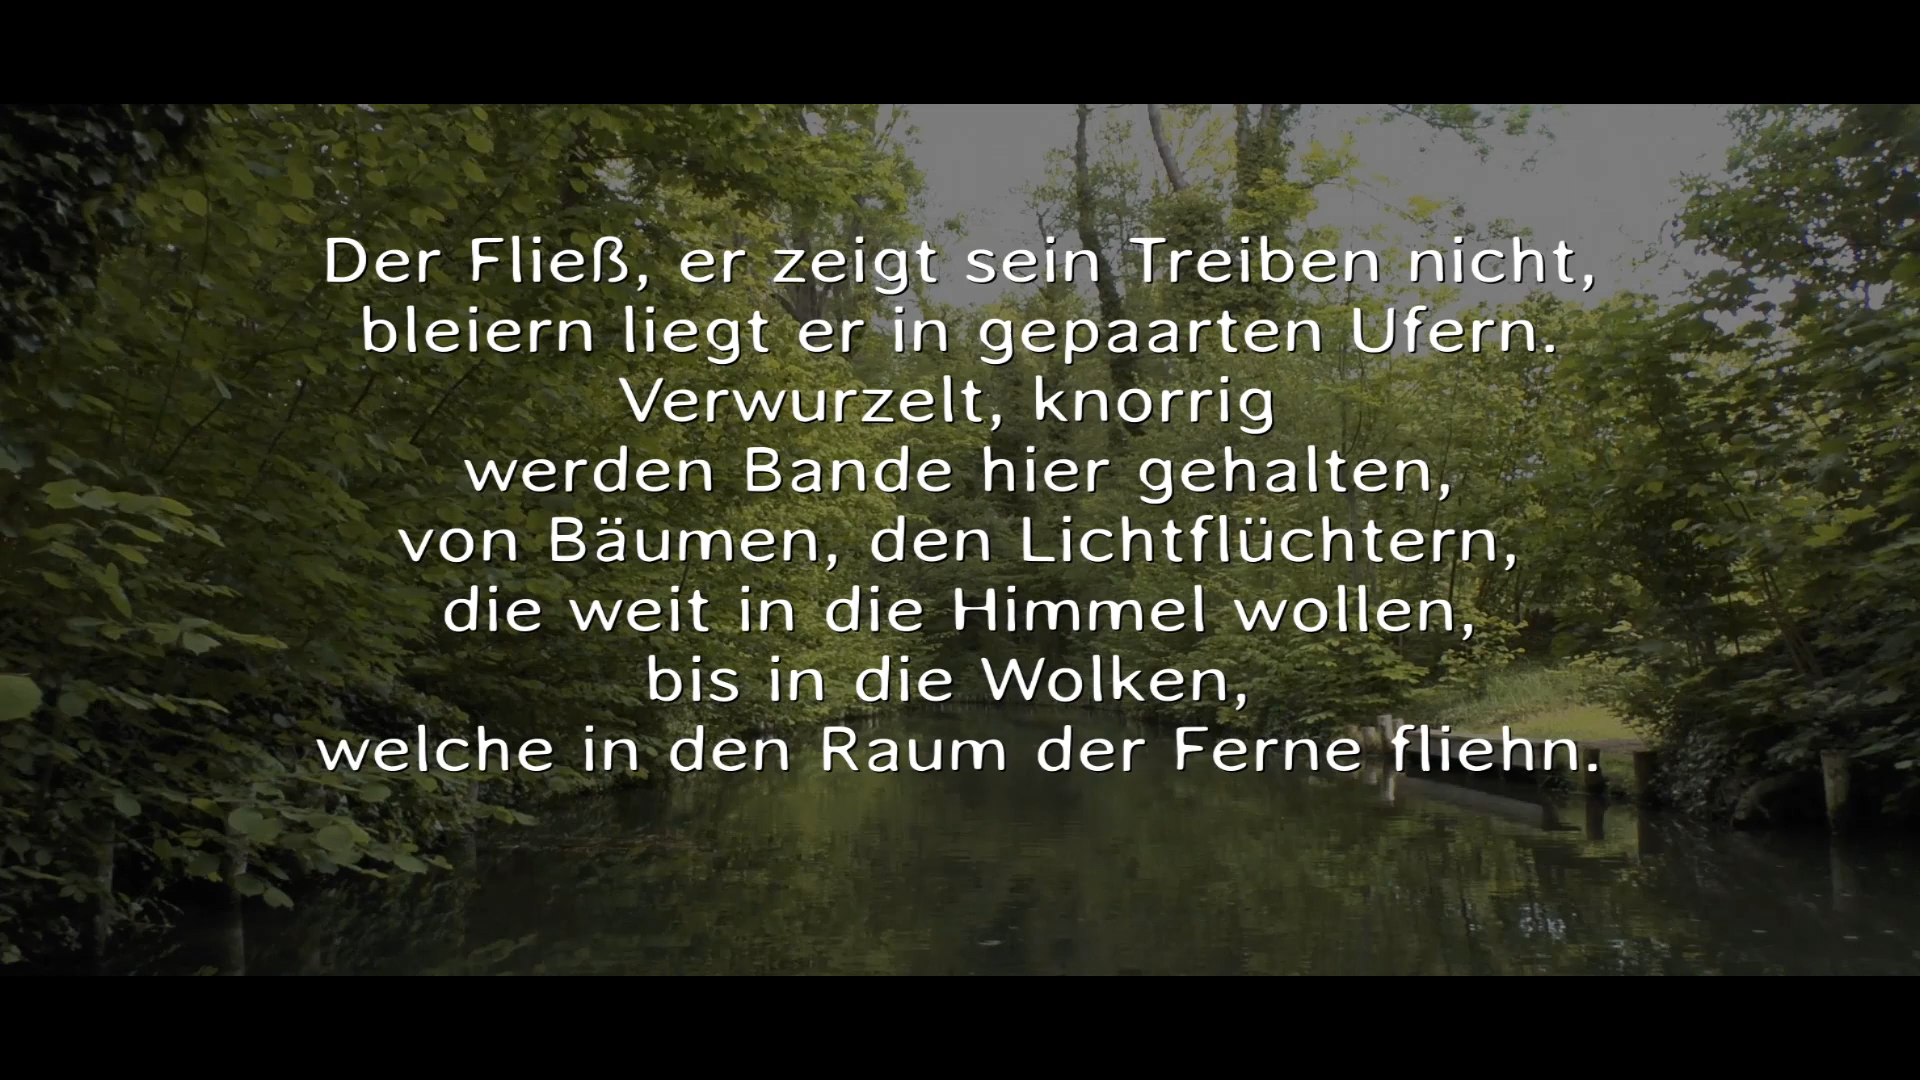 Der Fließ, er zeigt sein Treiben nicht,
bleiern liegt er in gepaarten Ufern.
Verwurzelt, knorrig
werden Bande hier gehalten,
von Bäumen, den Lichtflüchtern,
die weit in die Himmel wollen,
bis in die Wolken,
welche in den Raum der Ferne fliehn.